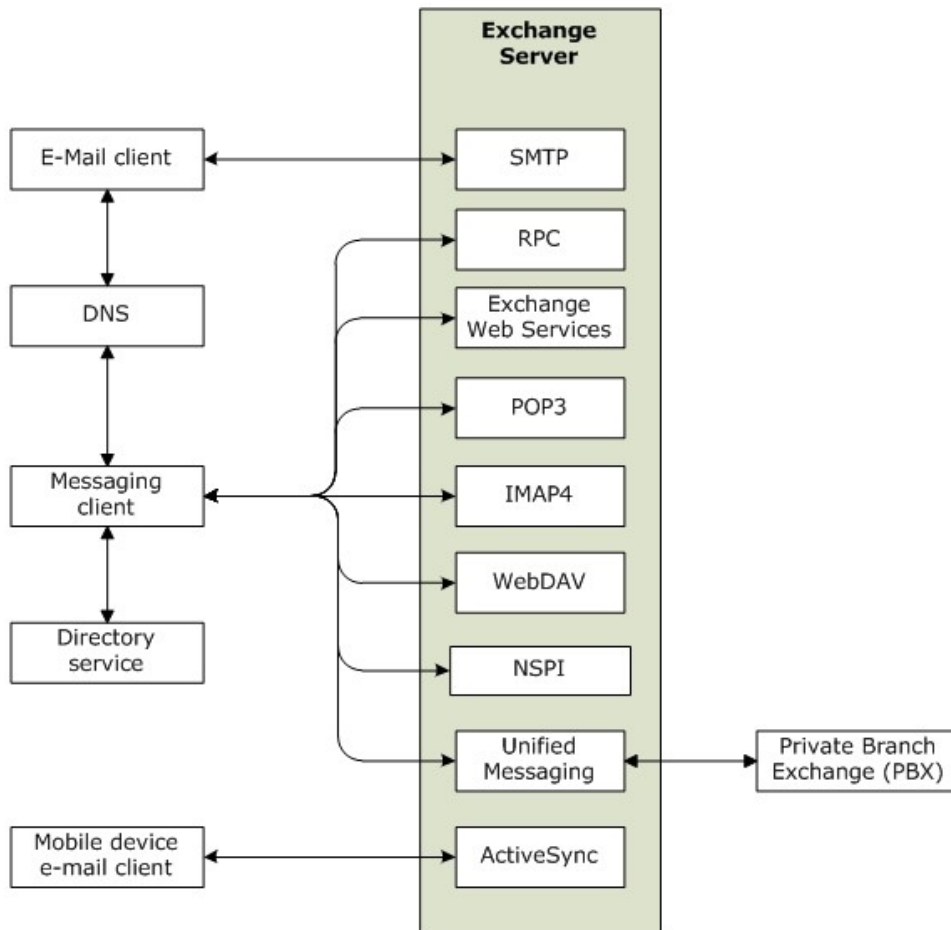 Exchange
Server
E-Mail client
SMTP
RPC
DNS
Exchange
Web Services
POP3
Messaging
client
IMAP4
WebDAV
Directory
service
NSPI
Unified
Messaging
Private Branch
Exchange (PBX)
Mobile device
e-mail client
ActiveSync